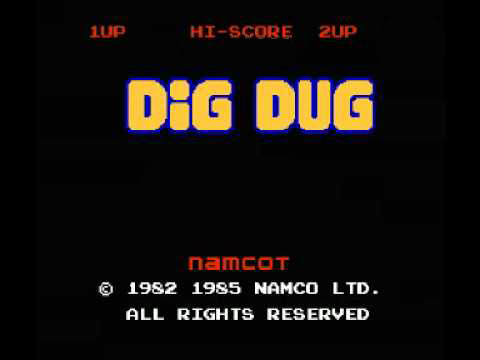 1UP HI-SCORE 2UP
DiG DUG
namcoT
© 1982 1985 NAMCO LTD.
ALL RIGHTS RESERVED